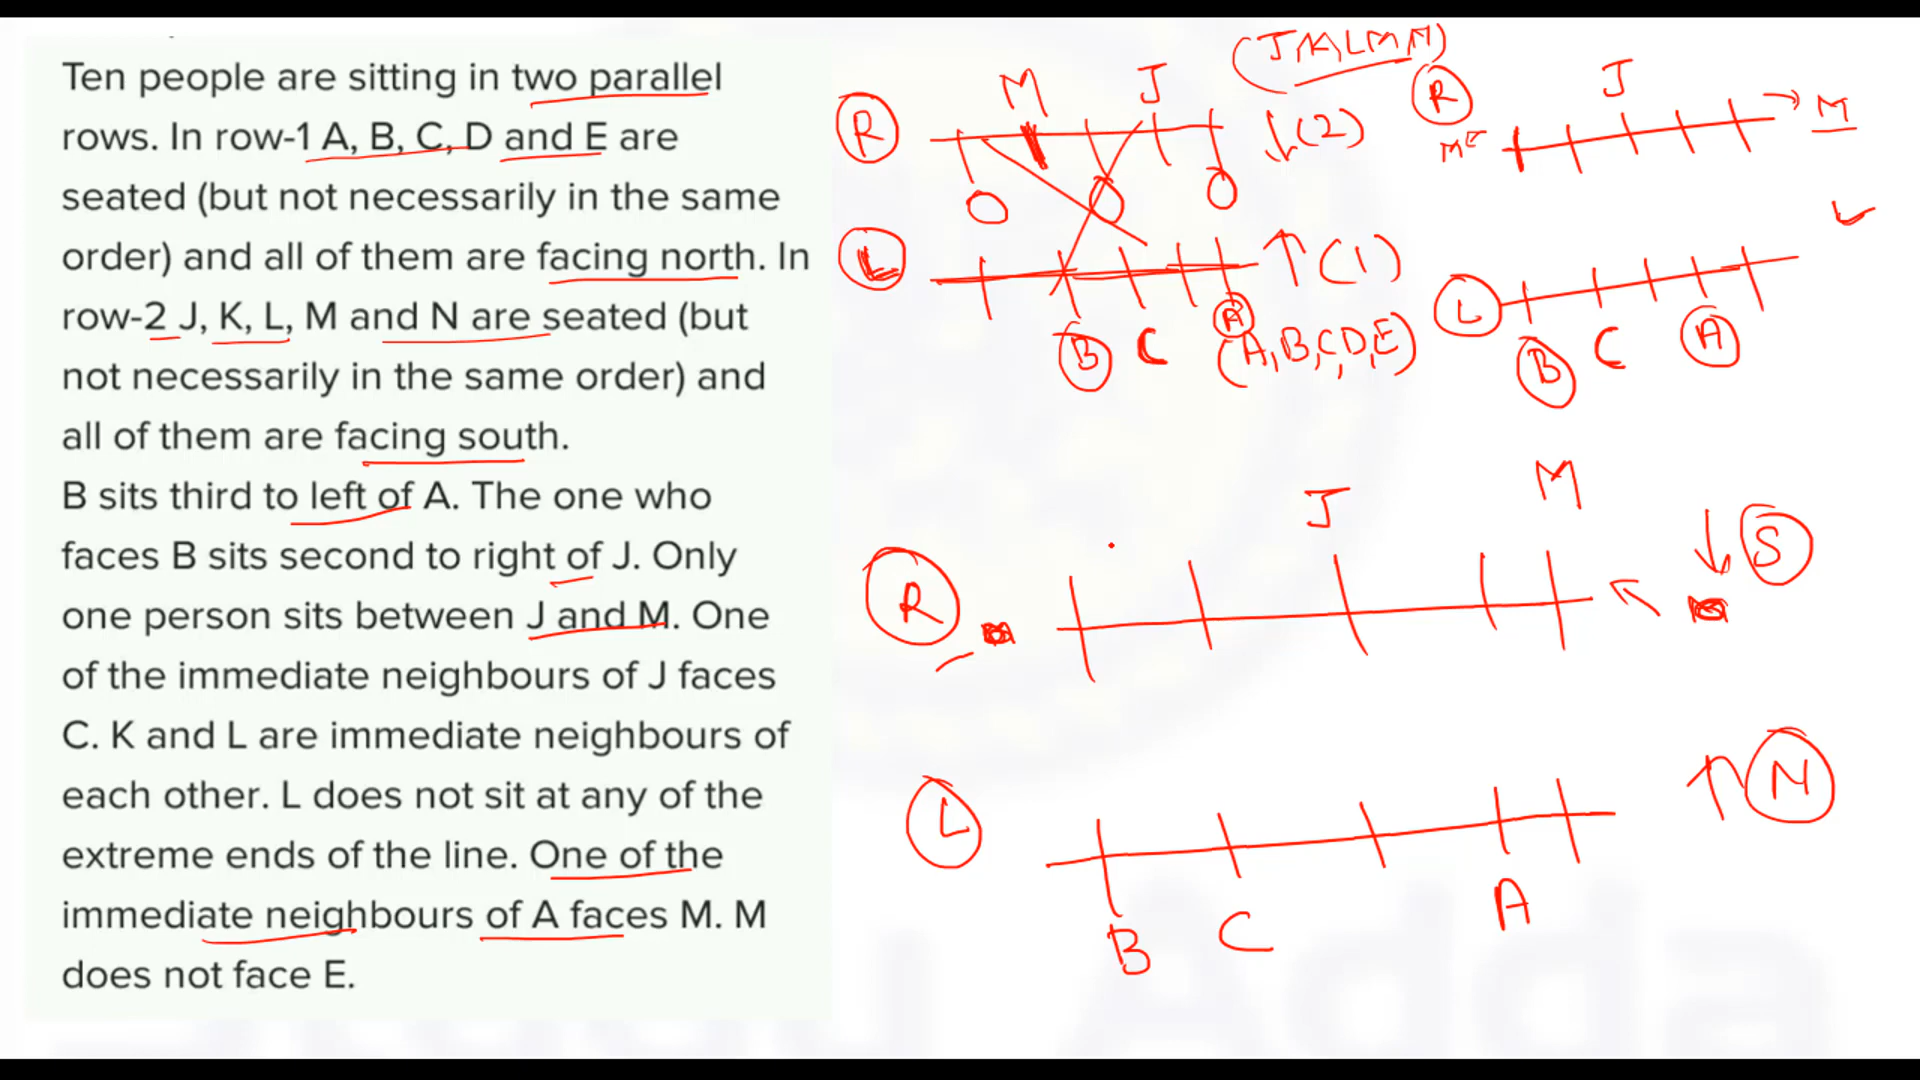 Ten people are sitting in two parallel
rows. In row-1 A, B, C, D and E are
seated (but not necessarily in the same
order) and all of them are facing north. In
row-2 J, K, L, M and N are seated (but
not necessarily in the same order) and
all of them are facing south.
B sits third to left of A. The one who
faces B sits second to right of J. Only
one person sits between J and M. One
of the immediate neighbours of J faces
C. K and L are immediate neighbours of
each other. L does not sit at any of the
extreme ends of the line. One of the
immediate neighbours of A faces M. M
does not face E.
R M J (2)
L (1)
B C A
(A, B, C, D, E)
R J M
M
L
B C A
J M
R S
L N
B C A